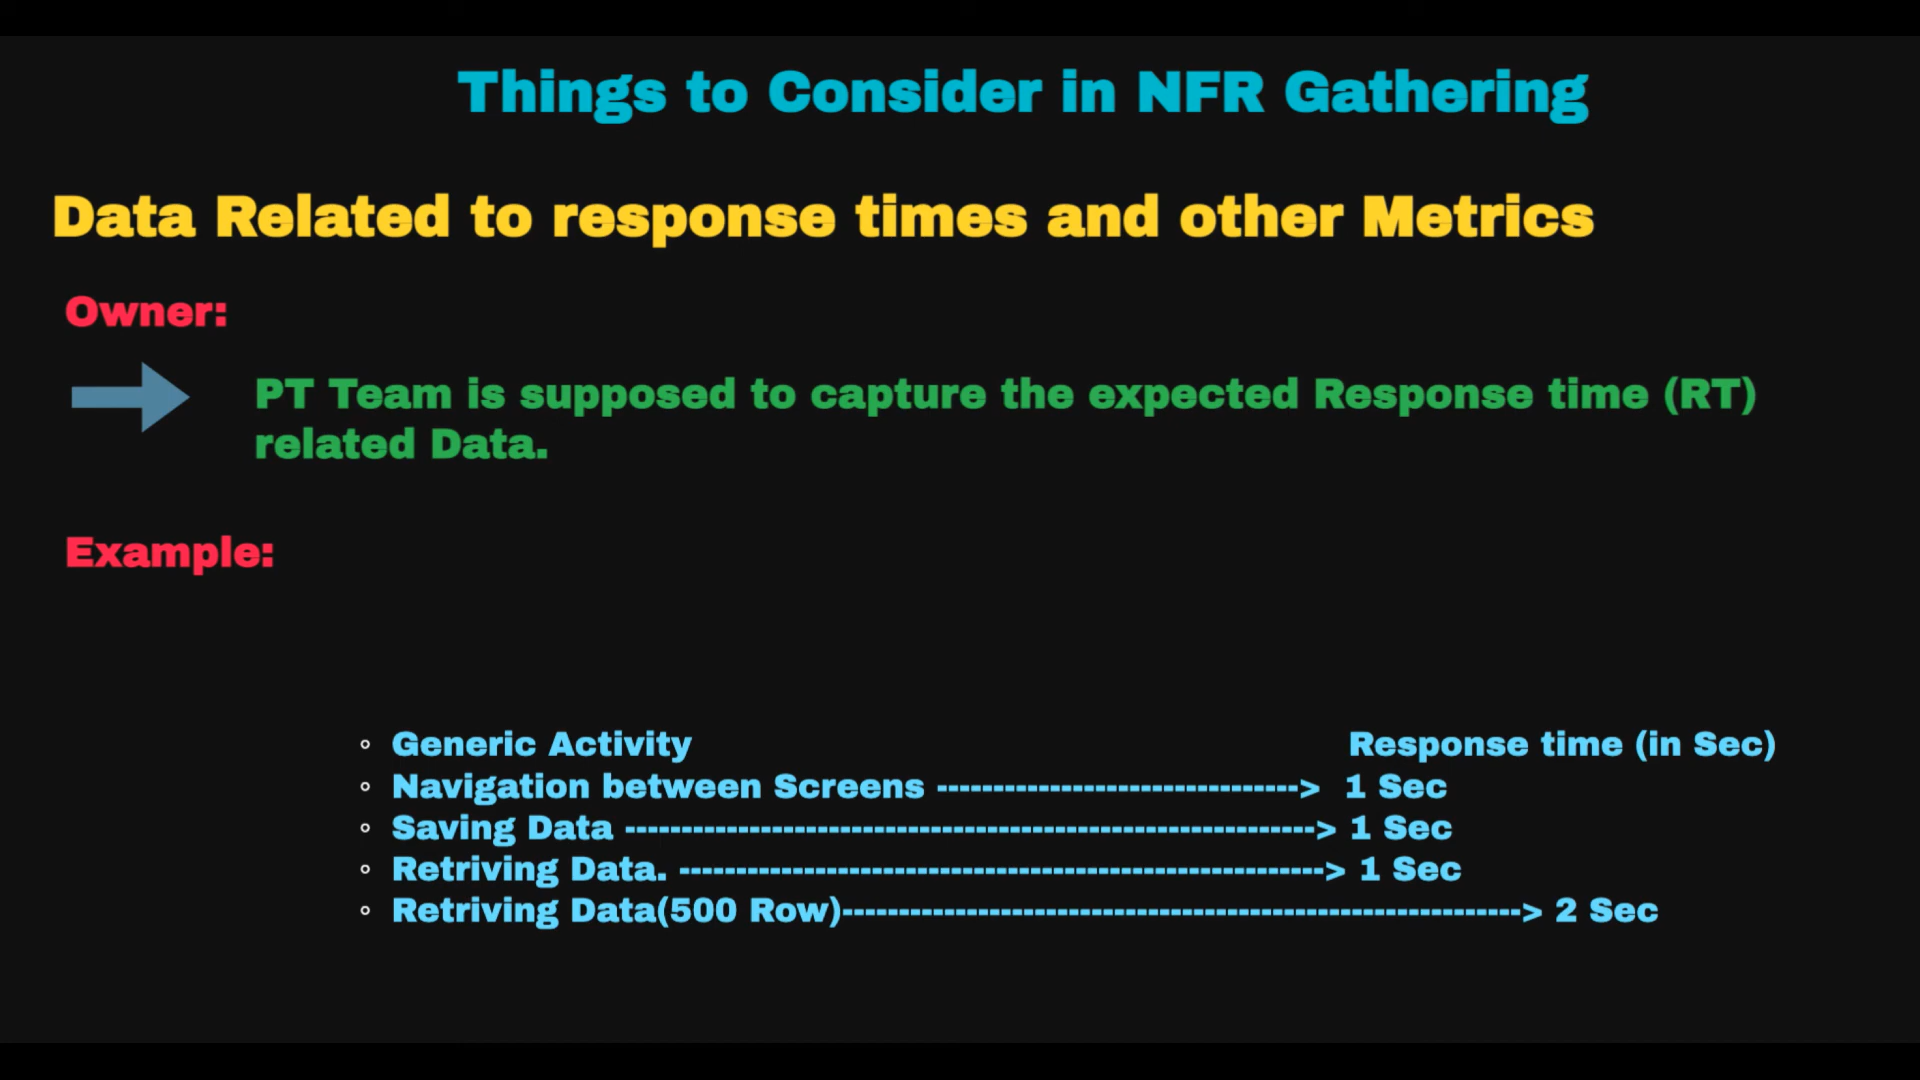 Things to Consider in NFR Gathering
Data Related to response times and other Metrics
Owner:
PT Team is supposed to capture the expected Response time (RT)
related Data.
Example:
Generic Activity Response time (in Sec)
Navigation between Screens --------------------------------> 1 Sec
Saving Data -------------------------------------------------------------> 1 Sec
Retriving Data. ---------------------------------------------------------> 1 Sec
Retriving Data(500 Row)------------------------------------------------------------> 2 Sec